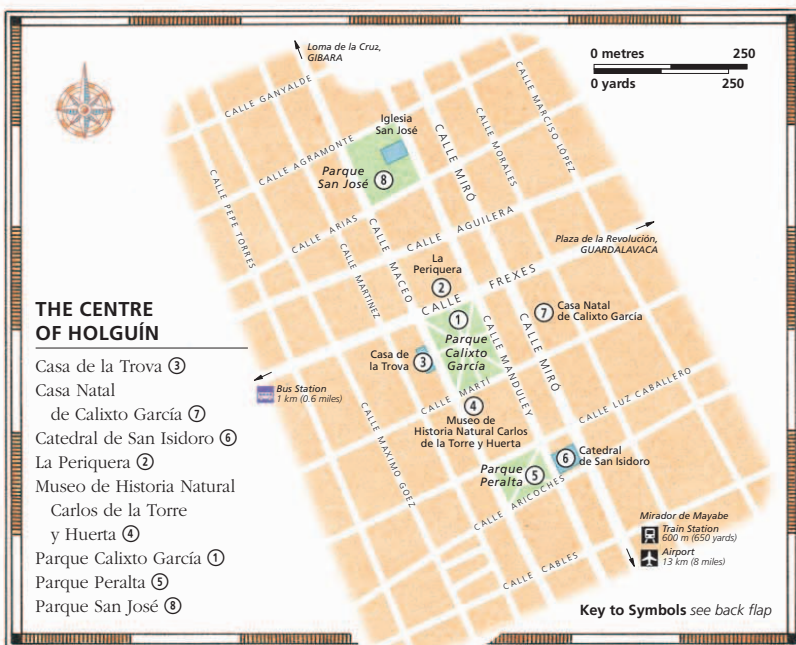 Loma de la Cruz,
GIBARA
0 metres 250
0 yards 250
CALLE GANYALDE
Iglesia
San José
CALLE AGRAMONTE
Parque
San José 8
CALLE MIRÓ
CALLE MORALES
CALLE MARCISO LÓPEZ
CALLE PEPE TORRES
CALLE ARIAS
CALLE MARTINEZ
CALLE MACEO
CALLE AGUILERA
Plaza de la Revolución,
GUARDALAVACA
La
Periquera
2
CALLE FREXES
1
Parque
Calixto
García
7 Casa Natal
de Calixto García
Casa de
la Trova 3
CALLE MANDULEY
CALLE MIRÓ
CALLE MARTÍ
4
Museo de
Historia Natural Carlos
de la Torre y Huerta
CALLE LUZ CABALLERO
Bus Station
1 km (0.6 miles)
CALLE MAXIMO GOEZ
Parque
Peralta 5
6 Catedral
de San Isidoro
CALLE ARICOCHES
CALLE CABLES
Mirador de Mayabe
Train Station
600 m (650 yards)
Airport
13 km (8 miles)
THE CENTRE
OF HOLGUÍN
Casa de la Trova 3
Casa Natal
de Calixto García 7
Catedral de San Isidoro 6
La Periquera 2
Museo de Historia Natural
Carlos de la Torre
y Huerta 4
Parque Calixto García 1
Parque Peralta 5
Parque San José 8
Key to Symbols see back flap